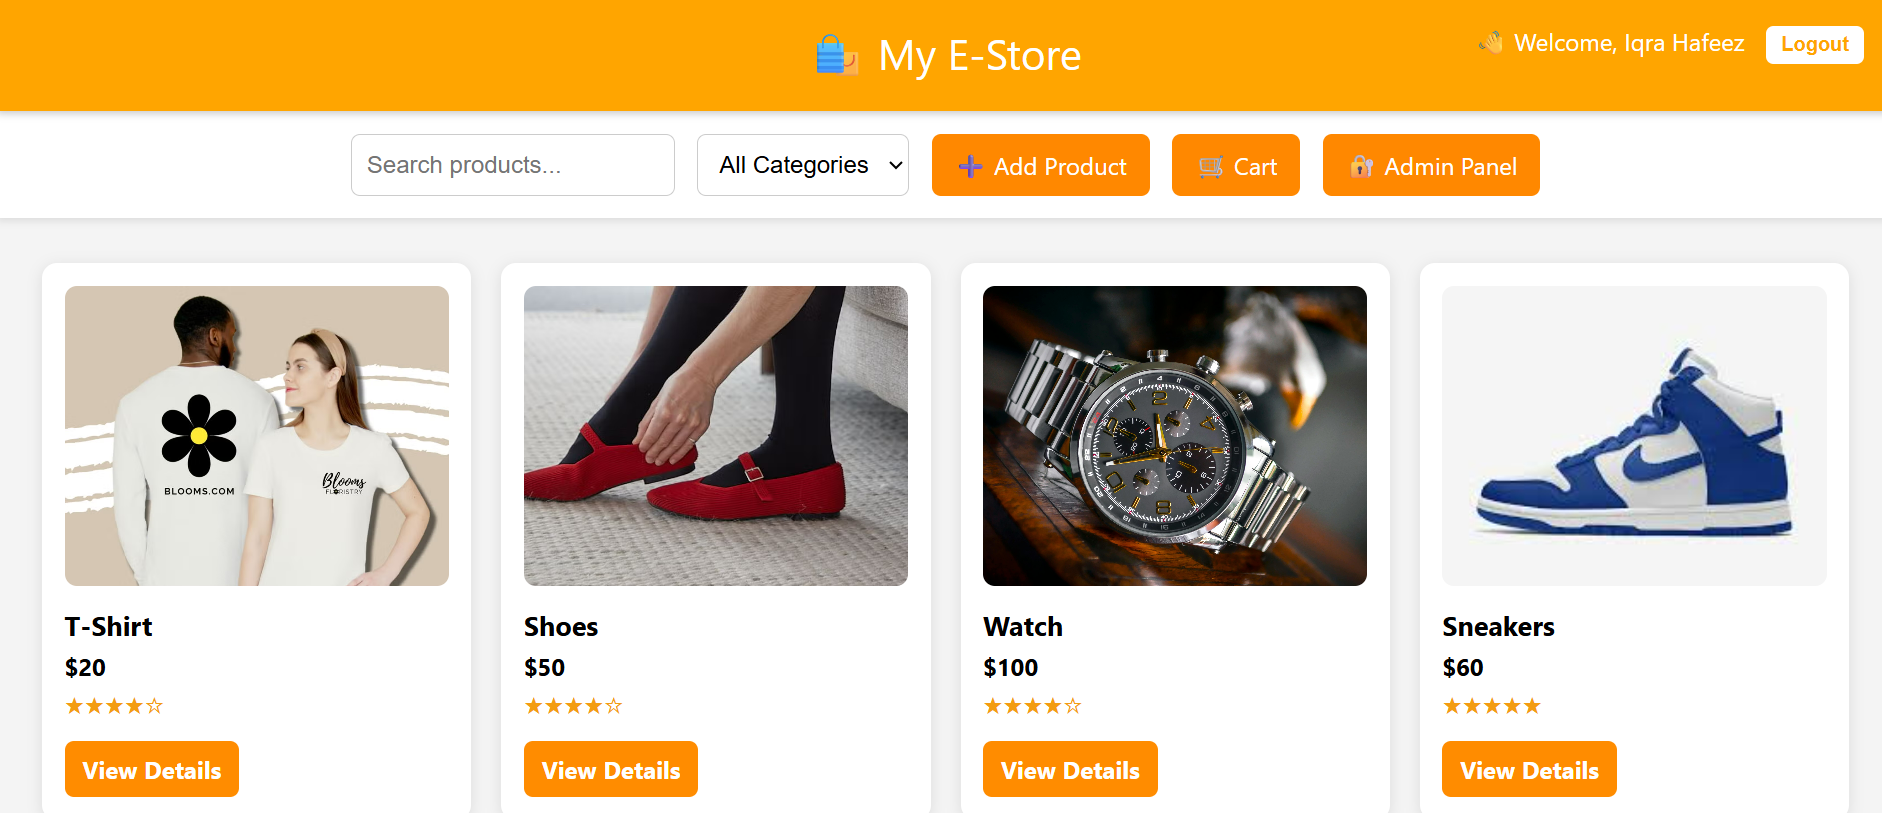 My E-Store
👋 Welcome, Iqra Hafeez
Logout
Search products...
All Categories
➕ Add Product
🛒 Cart
🔐 Admin Panel
BLOOMS.COM
Blooms
FLORISTRY
T-Shirt
$20
★★★★☆
View Details
Shoes
$50
★★★★☆
View Details
Watch
$100
★★★★☆
View Details
Sneakers
$60
★★★★★
View Details